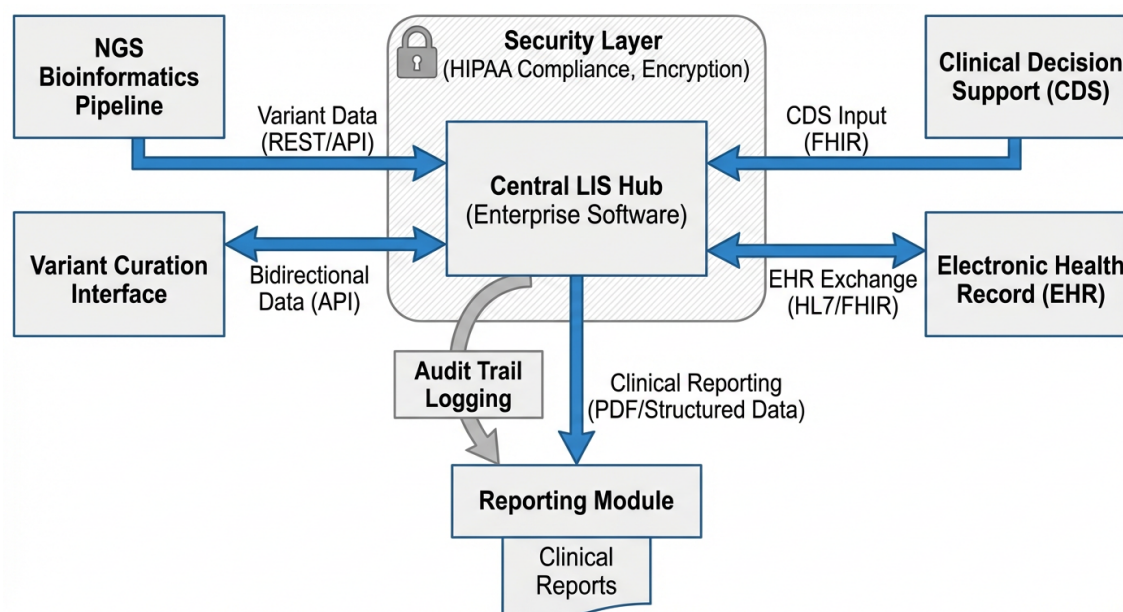 NGS
Bioinformatics
Pipeline
Security Layer
(HIPAA Compliance, Encryption)
Clinical Decision
Support (CDS)
Variant Data
(REST/API)
CDS Input
(FHIR)
Central LIS Hub
(Enterprise Software)
Variant Curation
Interface
Bidirectional
Data (API)
EHR Exchange
(HL7/FHIR)
Electronic Health
Record (EHR)
Audit Trail
Logging
Clinical Reporting
(PDF/Structured Data)
Reporting Module
Clinical
Reports